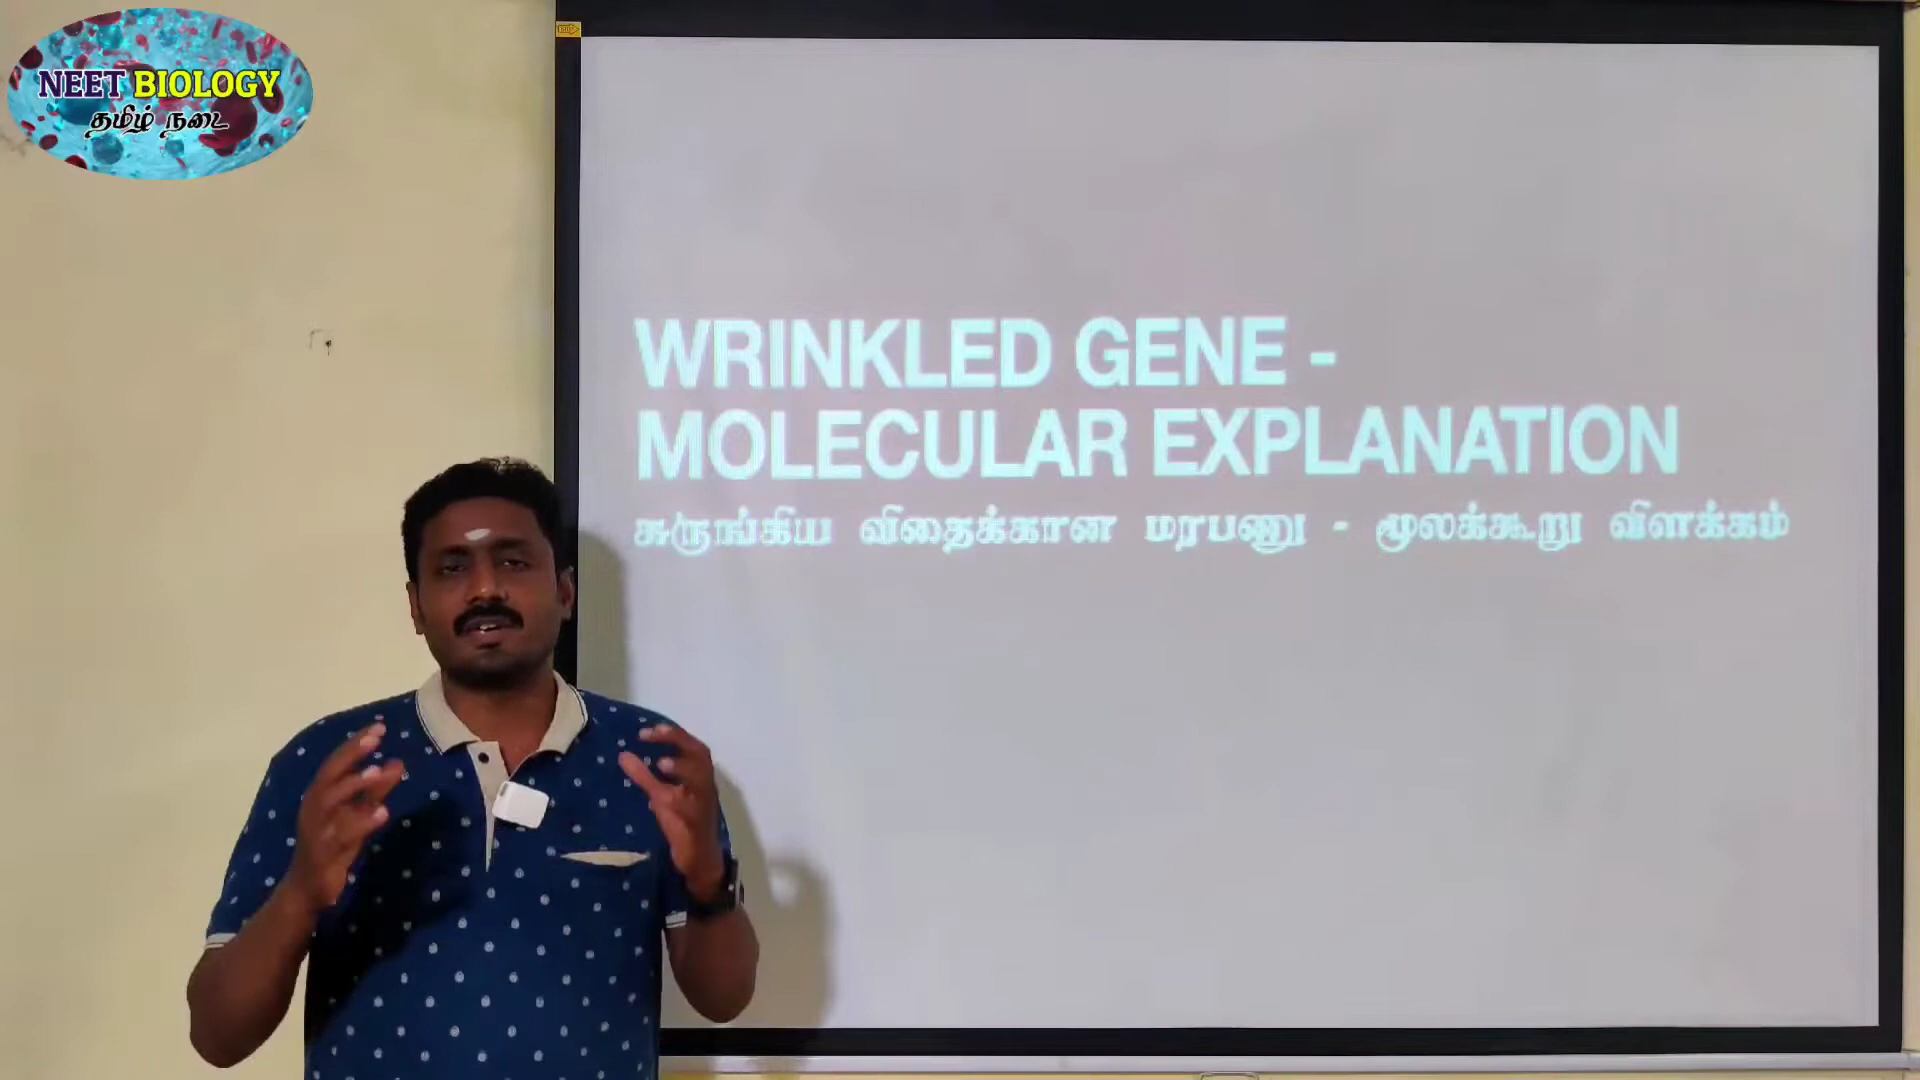 NEET BIOLOGY
தமிழ் நடை
WRINKLED GENE -
MOLECULAR EXPLANATION
சுருங்கிய விதைக்கான மரபணு - மூலக்கூறு விளக்கம்